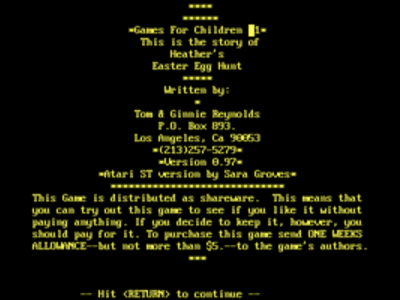 ****
******
*Games For Children █1*
This is the story of
Heather's
Easter Egg Hunt
*****
Written by:
*
Tom & Ginnie Reynolds
P.O. Box 893.
Los Angeles, Ca 90053
*(213)257-5279*
*Version 0.97*
*Atari ST version by Sara Groves*
******************************
This Game is distributed as shareware. This means that
you can try out this game to see if you like it without
paying anything. If you decide to keep it, however, you
should pay for it. To purchase this game send ONE WEEKS
ALLOWANCE--but not more than $5.--to the game's authors.
***
-- Hit <RETURN> to continue --